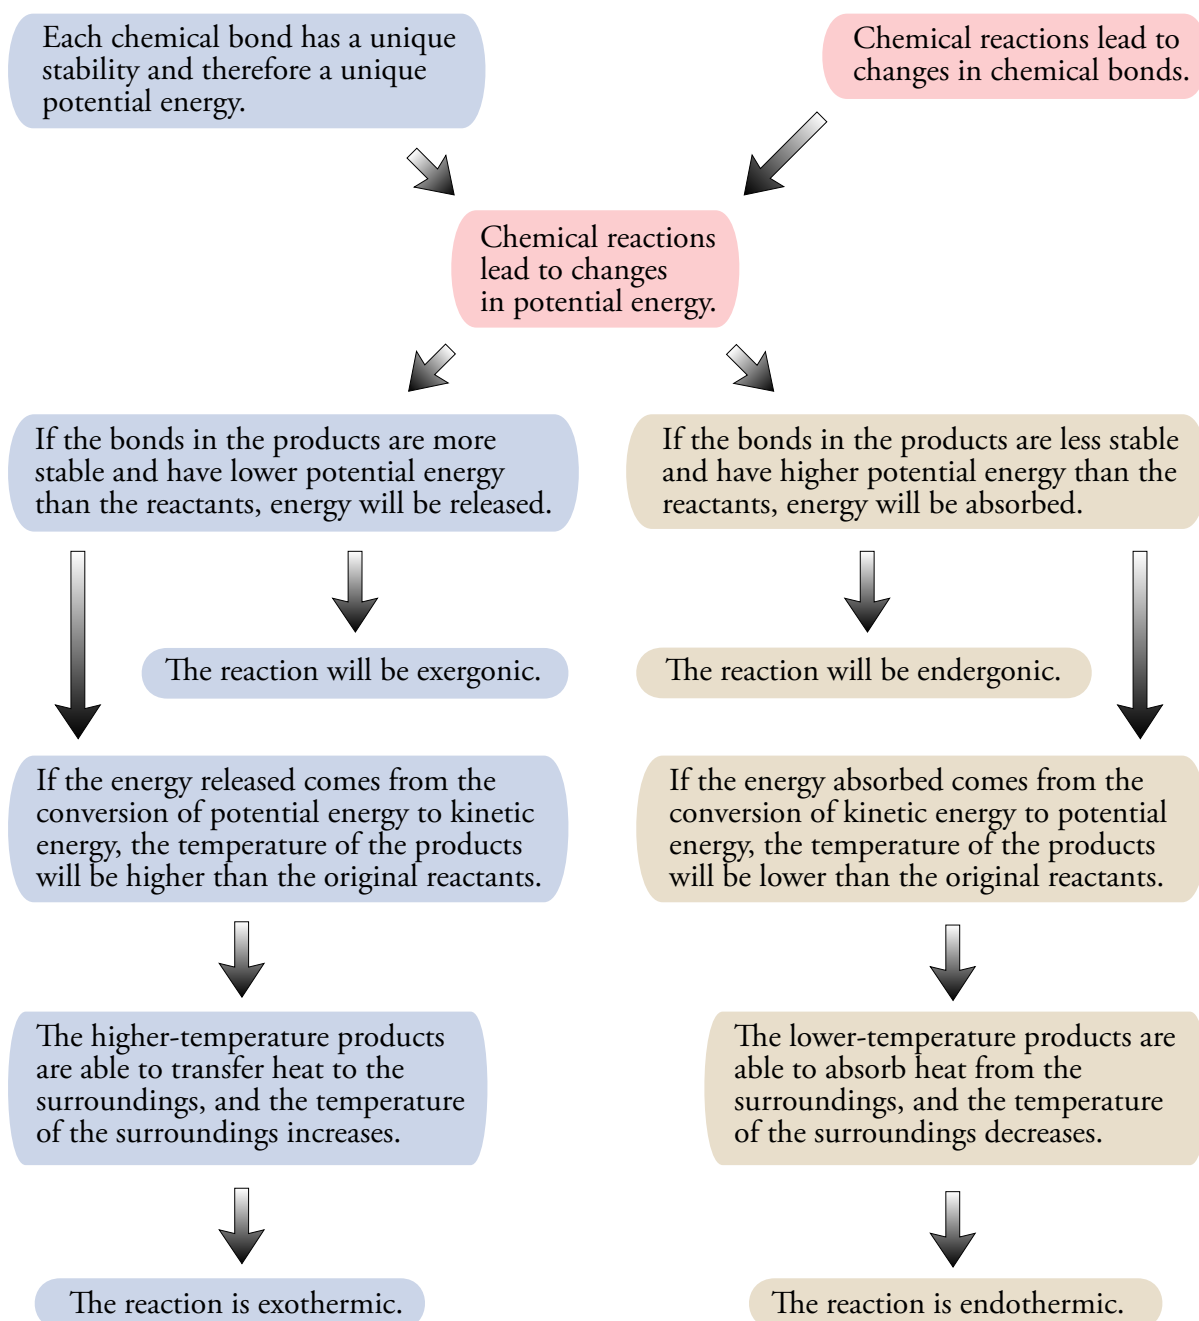 Each chemical bond has a unique
stability and therefore a unique
potential energy.
Chemical reactions lead to
changes in chemical bonds.
Chemical reactions
lead to changes
in potential energy.
If the bonds in the products are more
stable and have lower potential energy
than the reactants, energy will be released.
If the bonds in the products are less stable
and have higher potential energy than the
reactants, energy will be absorbed.
The reaction will be exergonic.
The reaction will be endergonic.
If the energy released comes from the
conversion of potential energy to kinetic
energy, the temperature of the products
will be higher than the original reactants.
If the energy absorbed comes from the
conversion of kinetic energy to potential
energy, the temperature of the products
will be lower than the original reactants.
The higher-temperature products
are able to transfer heat to the
surroundings, and the temperature
of the surroundings increases.
The lower-temperature products are
able to absorb heat from the
surroundings, and the temperature
of the surroundings decreases.
The reaction is exothermic.
The reaction is endothermic.